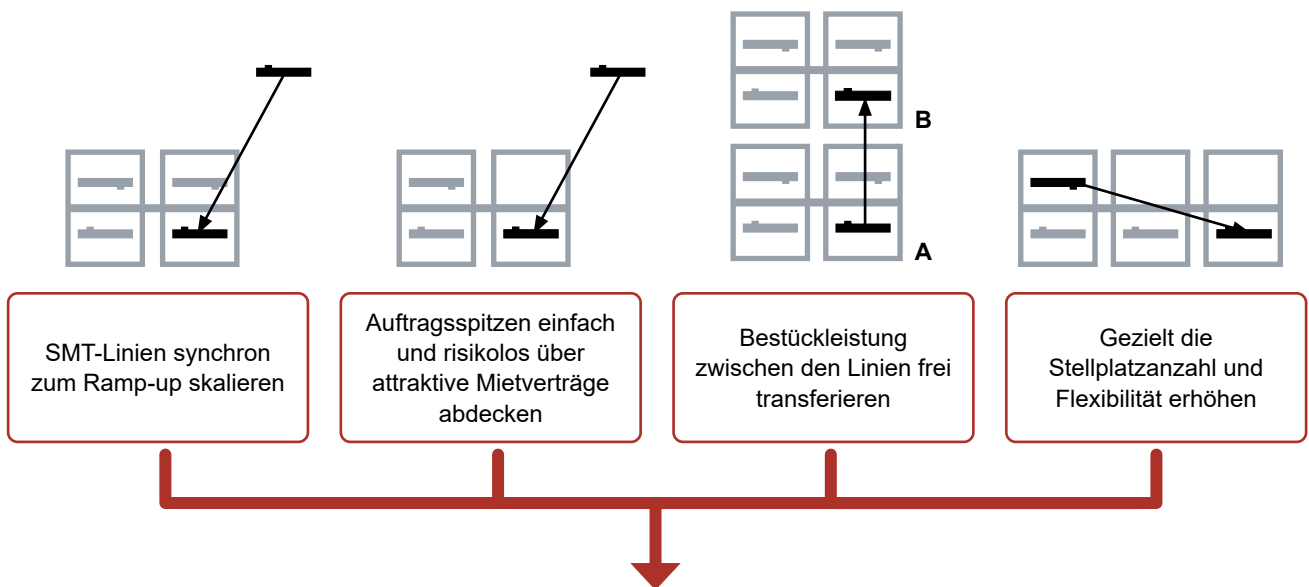 B
A
SMT-Linien synchron
zum Ramp-up skalieren
Auftragsspitzen einfach
und risikolos über
attraktive Mietverträge
abdecken
Bestückleistung
zwischen den Linien frei
transferieren
Gezielt die
Stellplatzanzahl und
Flexibilität erhöhen